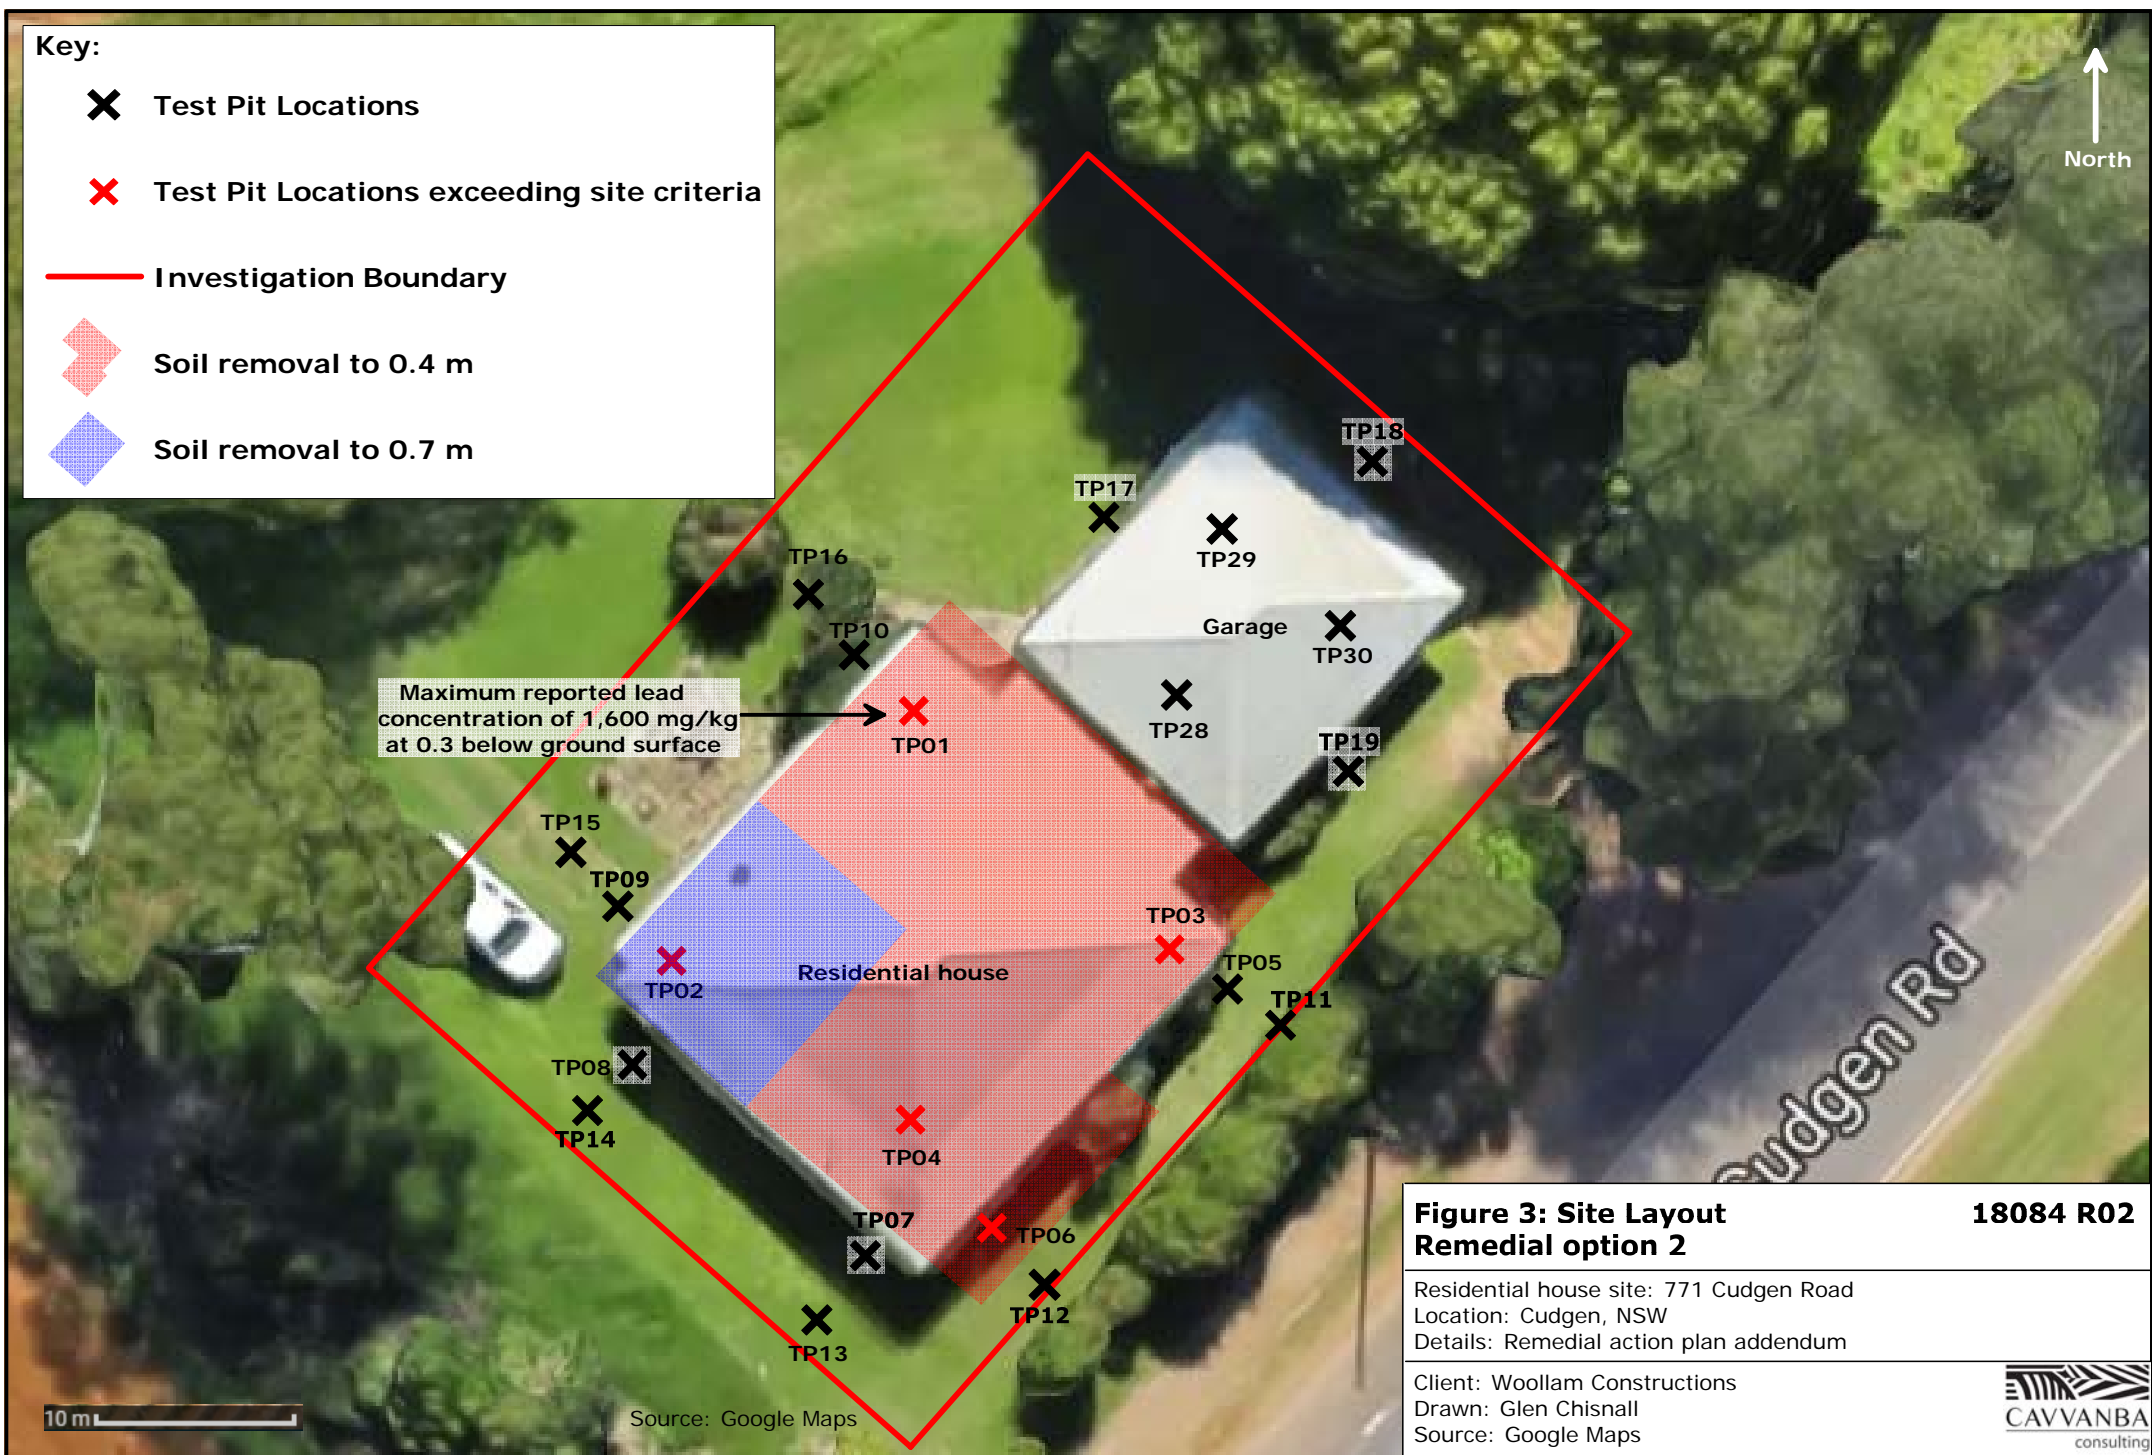 Key:
Test Pit Locations
Test Pit Locations exceeding site criteria
Investigation Boundary
Soil removal to 0.4 m
Soil removal to 0.7 m
North
TP18
TP17
TP29
TP16
Garage
TP10
TP30
Maximum reported lead
concentration of 1,600 mg/kg
at 0.3 below ground surface
TP01
TP28
TP19
TP15
TP09
TP03
TP05
Residential house
TP02
TP11
TP08
TP14
TP04
TP07
TP06
TP12
TP13
Cudgen Rd
10 m
Source: Google Maps
Figure 3: Site Layout 18084 R02
Remedial option 2
Residential house site: 771 Cudgen Road
Location: Cudgen, NSW
Details: Remedial action plan addendum
Client: Woollam Constructions
Drawn: Glen Chisnall
Source: Google Maps
CAVVANBA
consulting